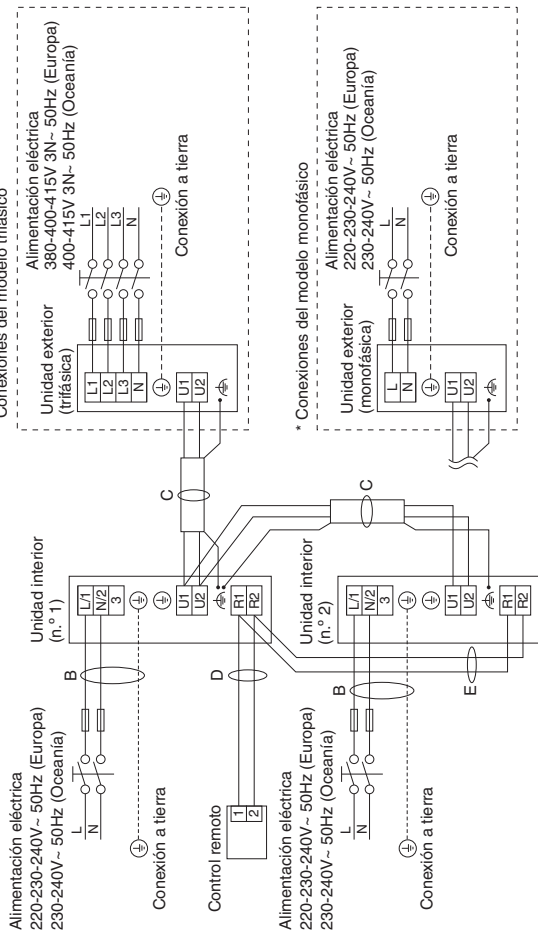 Conexiones del modelo trifásico
Alimentación eléctrica
220-230-240V~ 50Hz (Europa)
230-240V~ 50Hz (Oceanía)
L
N
Conexión a tierra
B
Unidad interior
(n.º 1)
L/1
N/2
3
U1
U2
R1
R2
Control remoto
1
2
D
C
Unidad exterior
(trifásica)
L1
L2
L3
N
U1
U2
Alimentación eléctrica
380-400-415V 3N~ 50Hz (Europa)
400-415V 3N~ 50Hz (Oceanía)
L1
L2
L3
N
Conexión a tierra
Alimentación eléctrica
220-230-240V~ 50Hz (Europa)
230-240V~ 50Hz (Oceanía)
L
N
Conexión a tierra
B
E
Unidad interior
(n.º 2)
L/1
N/2
3
U1
U2
R1
R2
C
* Conexiones del modelo monofásico
Unidad exterior
(monofásica)
L
N
U1
U2
Alimentación eléctrica
220-230-240V~ 50Hz (Europa)
230-240V~ 50Hz (Oceanía)
L
N
Conexión a tierra